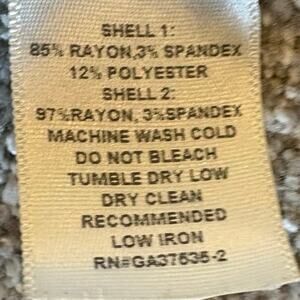 SHELL 1:
85% RAYON,3% SPANDEX
12% POLYESTER
SHELL 2:
97%RAYON, 3%SPANDEX
MACHINE WASH COLD
DO NOT BLEACH
TUMBLE DRY LOW
DRY CLEAN
RECOMMENDED
LOW IRON
RN#GA37635-2